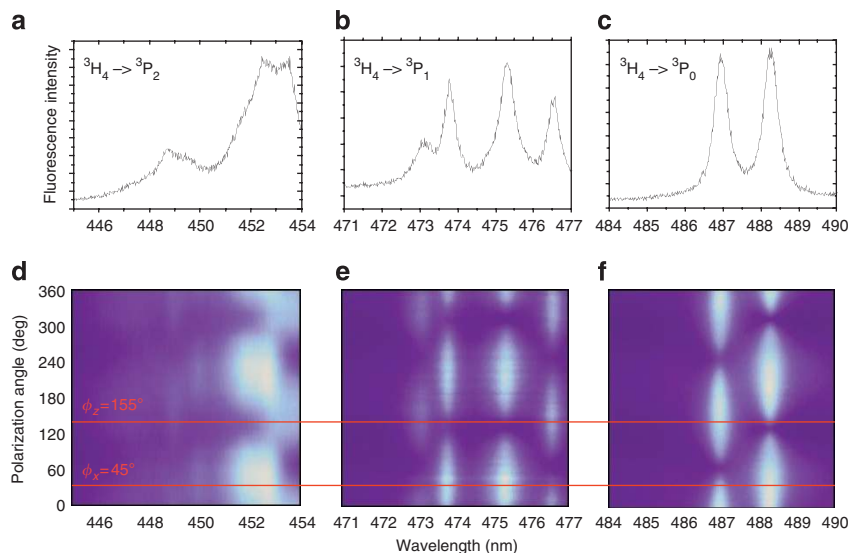 a
b
c
³H₄ –> ³P₂
³H₄ –> ³P₁
³H₄ –> ³P₀
Fluorescence intensity
446 448 450 452 454
471 472 473 474 475 476 477
484 485 486 487 488 489 490
d
e
f
Polarization angle (deg)
360
300
240
180
120
60
0
ϕz=155°
ϕx=45°
446 448 450 452 454
471 472 473 474 475 476 477
484 485 486 487 488 489 490
Wavelength (nm)